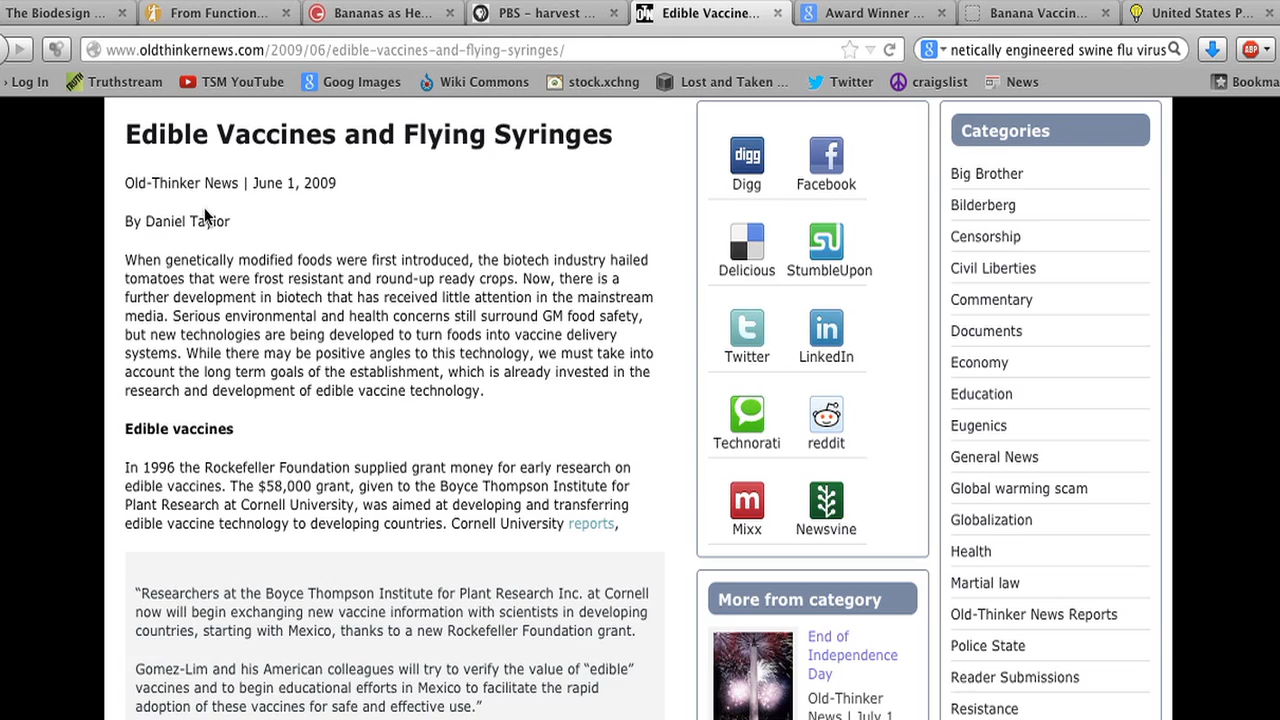 The Biodesign ...
From Function...
Bananas as He...
PBS – harvest ...
Edible Vaccine...
Award Winner ...
Banana Vaccin...
United States P...
www.oldthinkernews.com/2009/06/edible-vaccines-and-flying-syringes/
netically engineered swine flu virus
ABP
Log In
Truthstream
TSM YouTube
Goog Images
Wiki Commons
stock.xchng
Lost and Taken ...
Twitter
craigslist
News
Bookma
Edible Vaccines and Flying Syringes
Old-Thinker News | June 1, 2009
By Daniel Taylor
When genetically modified foods were first introduced, the biotech industry hailed
tomatoes that were frost resistant and round-up ready crops. Now, there is a
further development in biotech that has received little attention in the mainstream
media. Serious environmental and health concerns still surround GM food safety,
but new technologies are being developed to turn foods into vaccine delivery
systems. While there may be positive angles to this technology, we must take into
account the long term goals of the establishment, which is already invested in the
research and development of edible vaccine technology.
Edible vaccines
In 1996 the Rockefeller Foundation supplied grant money for early research on
edible vaccines. The $58,000 grant, given to the Boyce Thompson Institute for
Plant Research at Cornell University, was aimed at developing and transferring
edible vaccine technology to developing countries. Cornell University reports,
“Researchers at the Boyce Thompson Institute for Plant Research Inc. at Cornell
now will begin exchanging new vaccine information with scientists in developing
countries, starting with Mexico, thanks to a new Rockefeller Foundation grant.
Gomez-Lim and his American colleagues will try to verify the value of “edible”
vaccines and to begin educational efforts in Mexico to facilitate the rapid
adoption of these vaccines for safe and effective use.”
digg
Digg
Facebook
Delicious
StumbleUpon
Twitter
in
LinkedIn
Technorati
reddit
m
Mixx
Newsvine
More from category
End of
Independence
Day
Old-Thinker
News | July 1
Categories
Big Brother
Bilderberg
Censorship
Civil Liberties
Commentary
Documents
Economy
Education
Eugenics
General News
Global warming scam
Globalization
Health
Martial law
Old-Thinker News Reports
Police State
Reader Submissions
Resistance